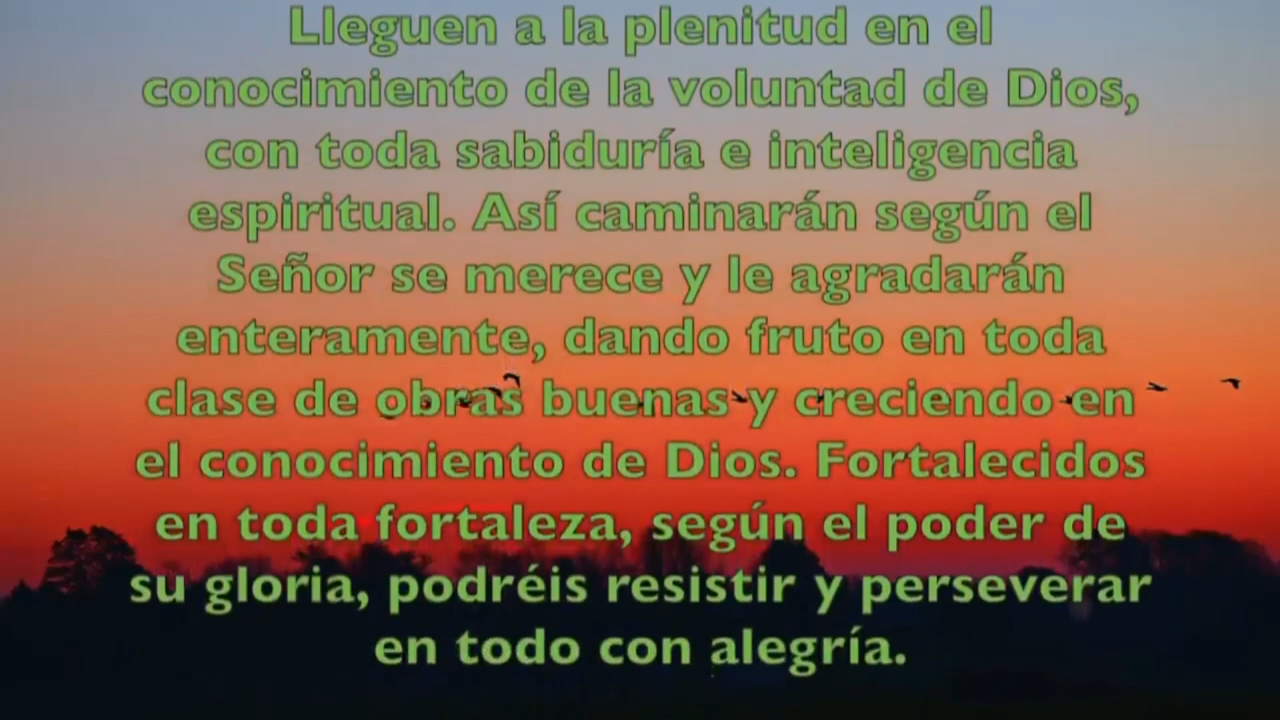 Lleguen a la plenitud en el
conocimiento de la voluntad de Dios,
con toda sabiduría e inteligencia
espiritual. Así caminarán según el
Señor se merece y le agradarán
enteramente, dando fruto en toda
clase de obras buenas y creciendo en
el conocimiento de Dios. Fortalecidos
en toda fortaleza, según el poder de
su gloria, podréis resistir y perseverar
en todo con alegría.